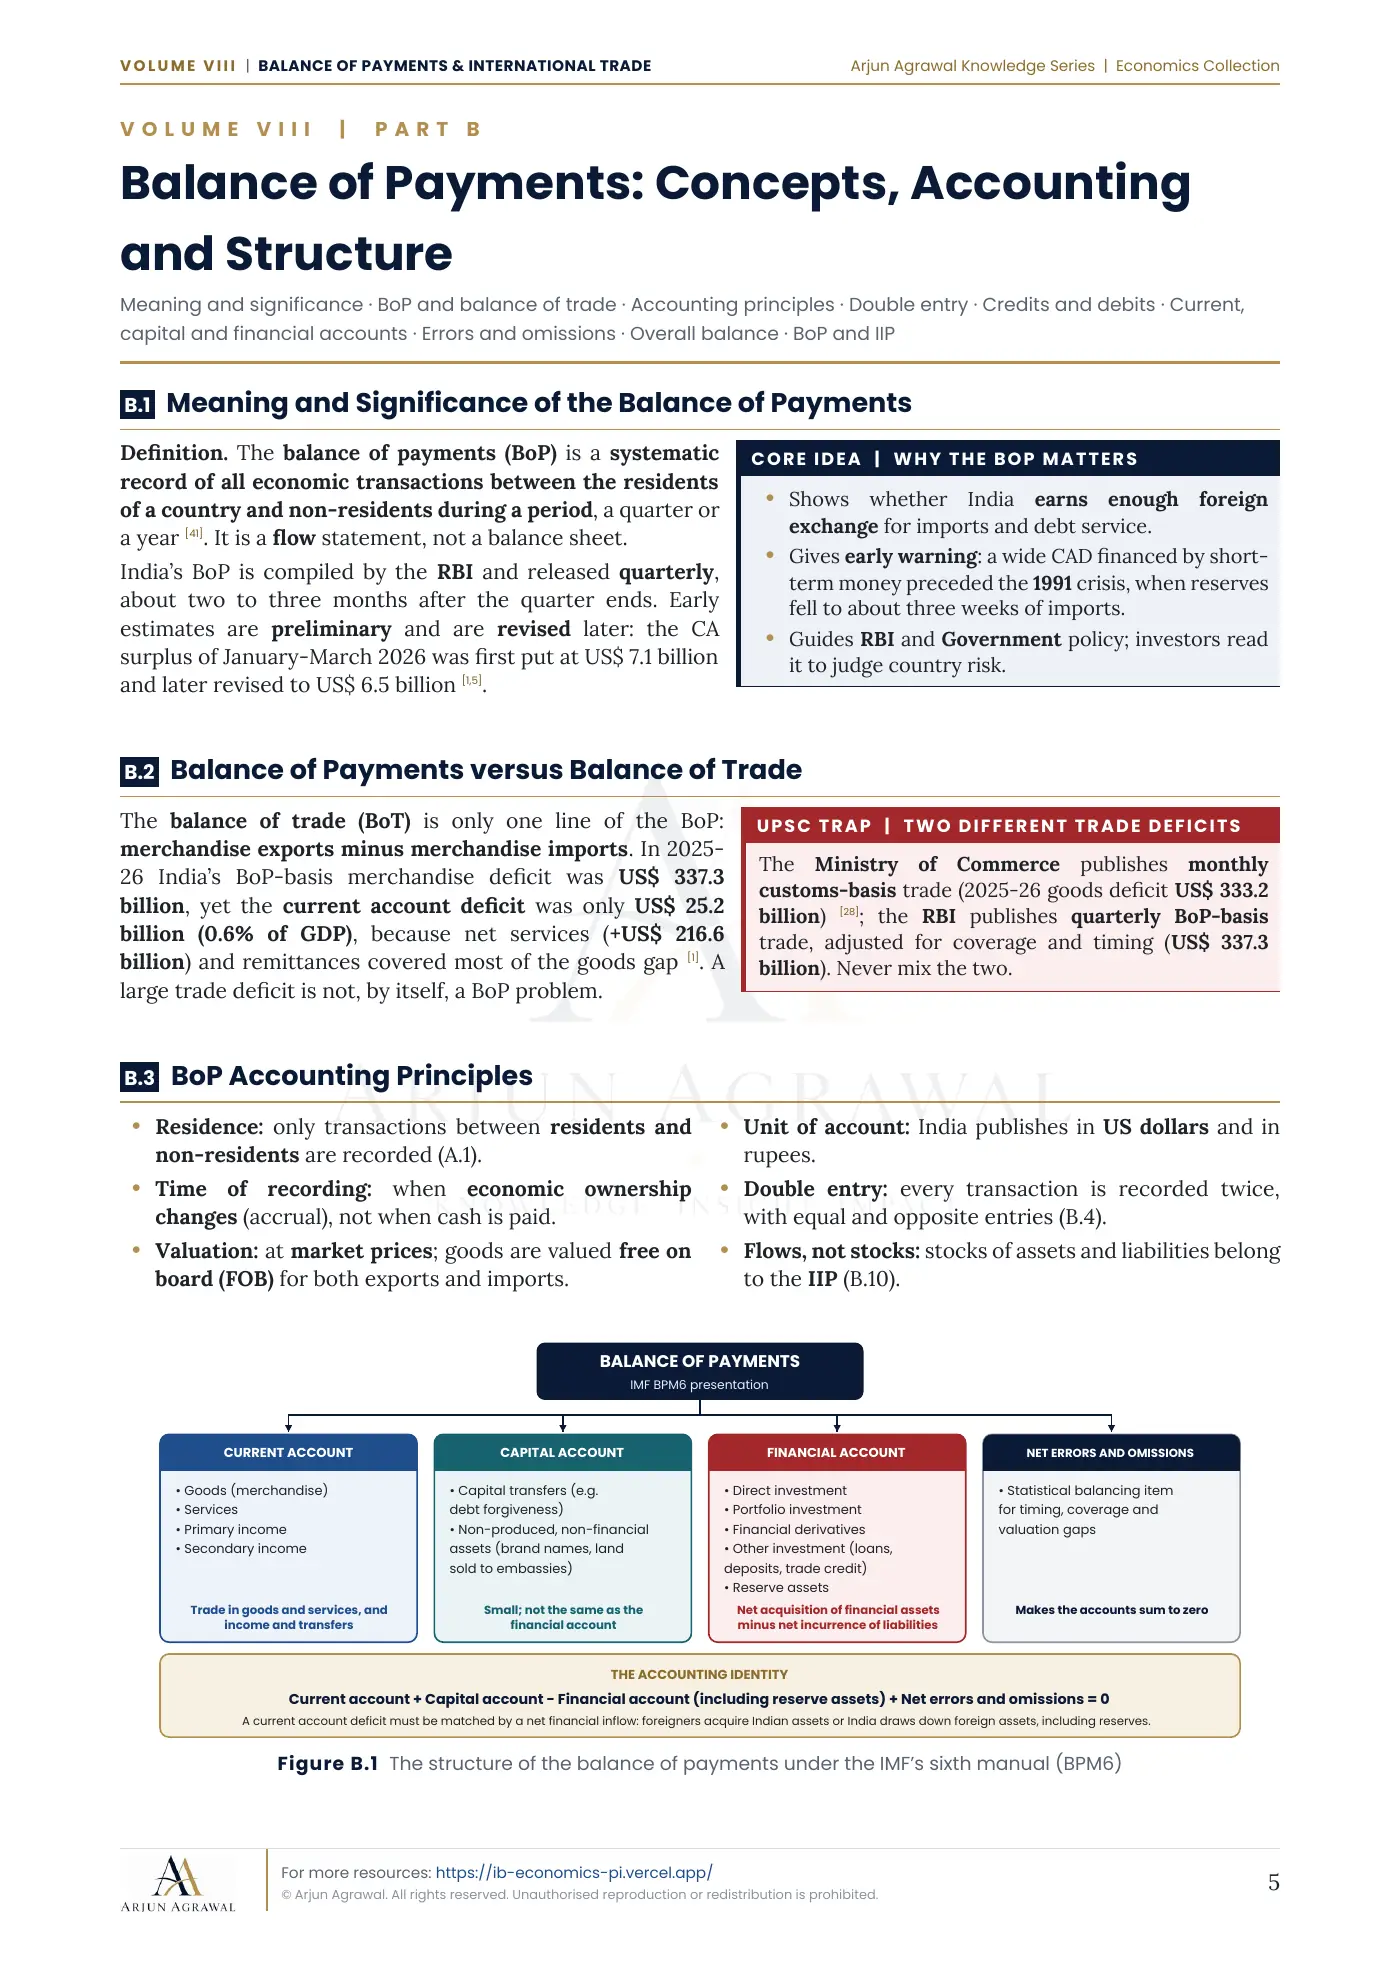 VOLUME VIII | BALANCE OF PAYMENTS & INTERNATIONAL TRADE
Arjun Agrawal Knowledge Series | Economics Collection
VOLUME VIII | PART B
Balance of Payments: Concepts, Accounting
and Structure
Meaning and significance · BoP and balance of trade · Accounting principles · Double entry · Credits and debits · Current,
capital and financial accounts · Errors and omissions · Overall balance · BoP and IIP
B.1 Meaning and Significance of the Balance of Payments
Definition. The balance of payments (BoP) is a systematic
record of all economic transactions between the residents
of a country and non-residents during a period, a quarter or
a year [41]. It is a flow statement, not a balance sheet.
India’s BoP is compiled by the RBI and released quarterly,
about two to three months after the quarter ends. Early
estimates are preliminary and are revised later: the CA
surplus of January-March 2026 was first put at US$ 7.1 billion
and later revised to US$ 6.5 billion [1,5].
CORE IDEA | WHY THE BOP MATTERS
• Shows whether India earns enough foreign
exchange for imports and debt service.
• Gives early warning: a wide CAD financed by short-
term money preceded the 1991 crisis, when reserves
fell to about three weeks of imports.
• Guides RBI and Government policy; investors read
it to judge country risk.
B.2 Balance of Payments versus Balance of Trade
The balance of trade (BoT) is only one line of the BoP:
merchandise exports minus merchandise imports. In 2025-
26 India’s BoP-basis merchandise deficit was US$ 337.3
billion, yet the current account deficit was only US$ 25.2
billion (0.6% of GDP), because net services (+US$ 216.6
billion) and remittances covered most of the goods gap [1]. A
large trade deficit is not, by itself, a BoP problem.
UPSC TRAP | TWO DIFFERENT TRADE DEFICITS
The Ministry of Commerce publishes monthly
customs-basis trade (2025-26 goods deficit US$ 333.2
billion) [28]; the RBI publishes quarterly BoP-basis
trade, adjusted for coverage and timing (US$ 337.3
billion). Never mix the two.
B.3 BoP Accounting Principles
• Residence: only transactions between residents and
non-residents are recorded (A.1).
• Time of recording: when economic ownership
changes (accrual), not when cash is paid.
• Valuation: at market prices; goods are valued free on
board (FOB) for both exports and imports.
• Unit of account: India publishes in US dollars and in
rupees.
• Double entry: every transaction is recorded twice,
with equal and opposite entries (B.4).
• Flows, not stocks: stocks of assets and liabilities belong
to the IIP (B.10).
ARJUN AGRAWAL
BALANCE OF PAYMENTS
IMF BPM6 presentation
CURRENT ACCOUNT
• Goods (merchandise)
• Services
• Primary income
• Secondary income
Trade in goods and services, and
income and transfers
CAPITAL ACCOUNT
• Capital transfers (e.g.
debt forgiveness)
• Non-produced, non-financial
assets (brand names, land
sold to embassies)
Small; not the same as the
financial account
FINANCIAL ACCOUNT
• Direct investment
• Portfolio investment
• Financial derivatives
• Other investment (loans,
deposits, trade credit)
• Reserve assets
Net acquisition of financial assets
minus net incurrence of liabilities
NET ERRORS AND OMISSIONS
• Statistical balancing item
for timing, coverage and
valuation gaps
Makes the accounts sum to zero
THE ACCOUNTING IDENTITY
Current account + Capital account - Financial account (including reserve assets) + Net errors and omissions = 0
A current account deficit must be matched by a net financial inflow: foreigners acquire Indian assets or India draws down foreign assets, including reserves.
Figure B.1 The structure of the balance of payments under the IMF’s sixth manual (BPM6)
ARJUN AGRAWAL
For more resources: https://ib-economics-pi.vercel.app/
© Arjun Agrawal. All rights reserved. Unauthorised reproduction or redistribution is prohibited.
5